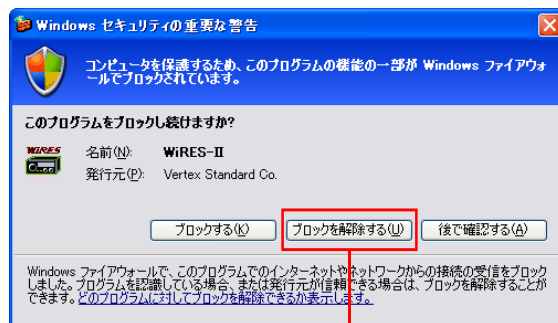 Windows セキュリティの重要な警告
コンピュータを保護するため、このプログラムの機能の一部が Windows ファイアウォ
ールでブロックされています。
このプログラムをブロックし続けますか?
WIRES
名前(N): WiRES-II
発行元(P): Vertex Standard Co.
ブロックする(K) ブロックを解除する(U) 後で確認する(A)
Windows ファイアウォールで、このプログラムでのインターネットやネットワークからの接続の受信をブロック
しました。プログラムを認識している場合、または発行元が信頼できる場合は、ブロックを解除することが
できます。どのプログラムに対してブロックを解除できるか表示します。